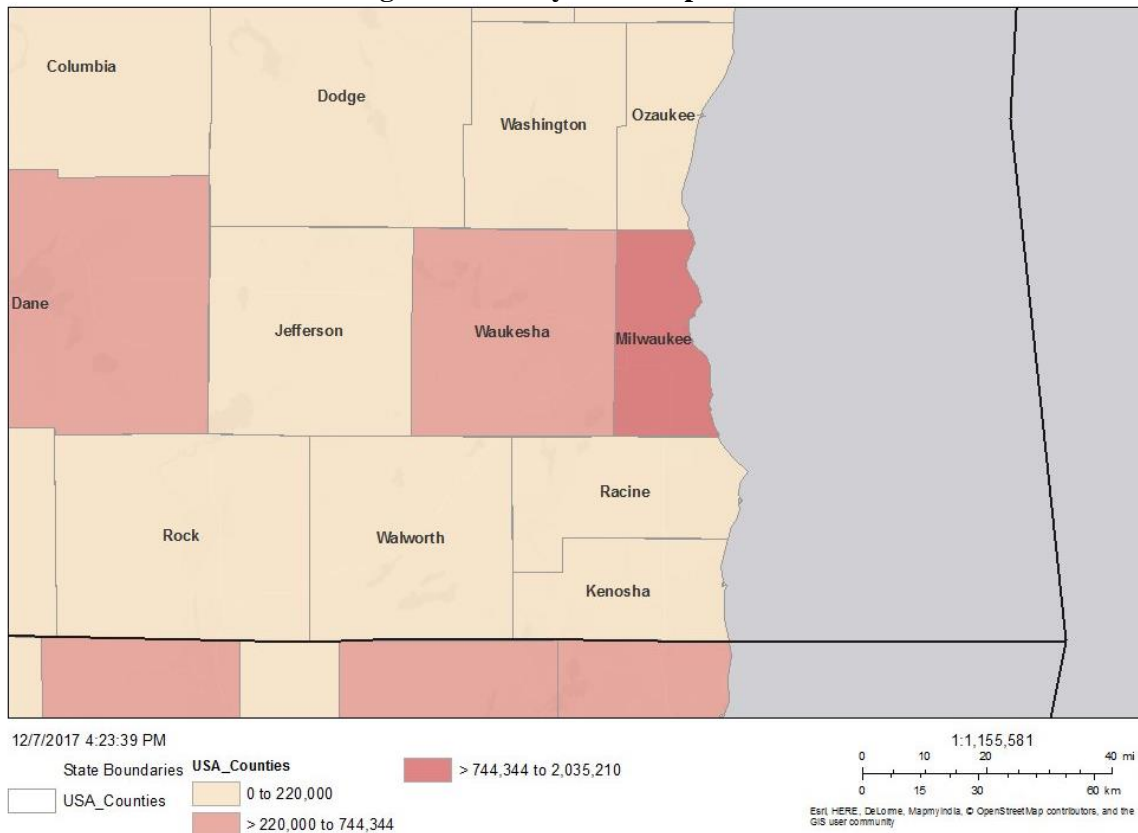 Columbia
Dodge
Washington
Ozaukee
Dane
Jefferson
Waukesha
Milwaukee
Rock
Walworth
Racine
Kenosha
12/7/2017 4:23:39 PM
State Boundaries
USA_Counties
USA_Counties
0 to 220,000
> 220,000 to 744,344
> 744,344 to 2,035,210
1:1,155,581
0 10 20 40 mi
0 15 30 60 km
Esri, HERE, DeLorme, MapmyIndia, © OpenStreetMap contributors, and the
GIS user community